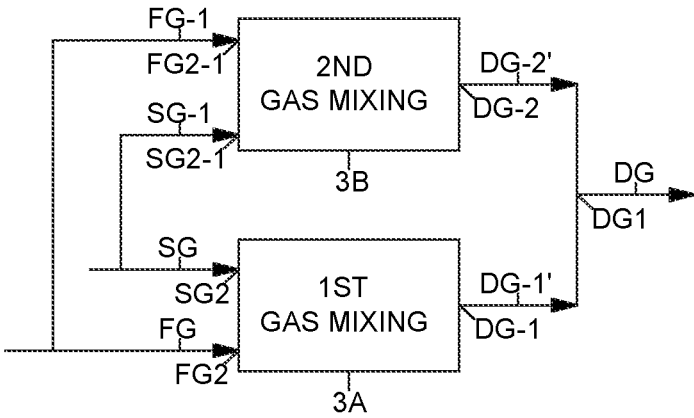 FG-1
FG2-1
SG-1
SG2-1
2ND
GAS MIXING
3B
DG-2'
DG-2
DG
DG1
SG
SG2
FG
FG2
1ST
GAS MIXING
3A
DG-1'
DG-1